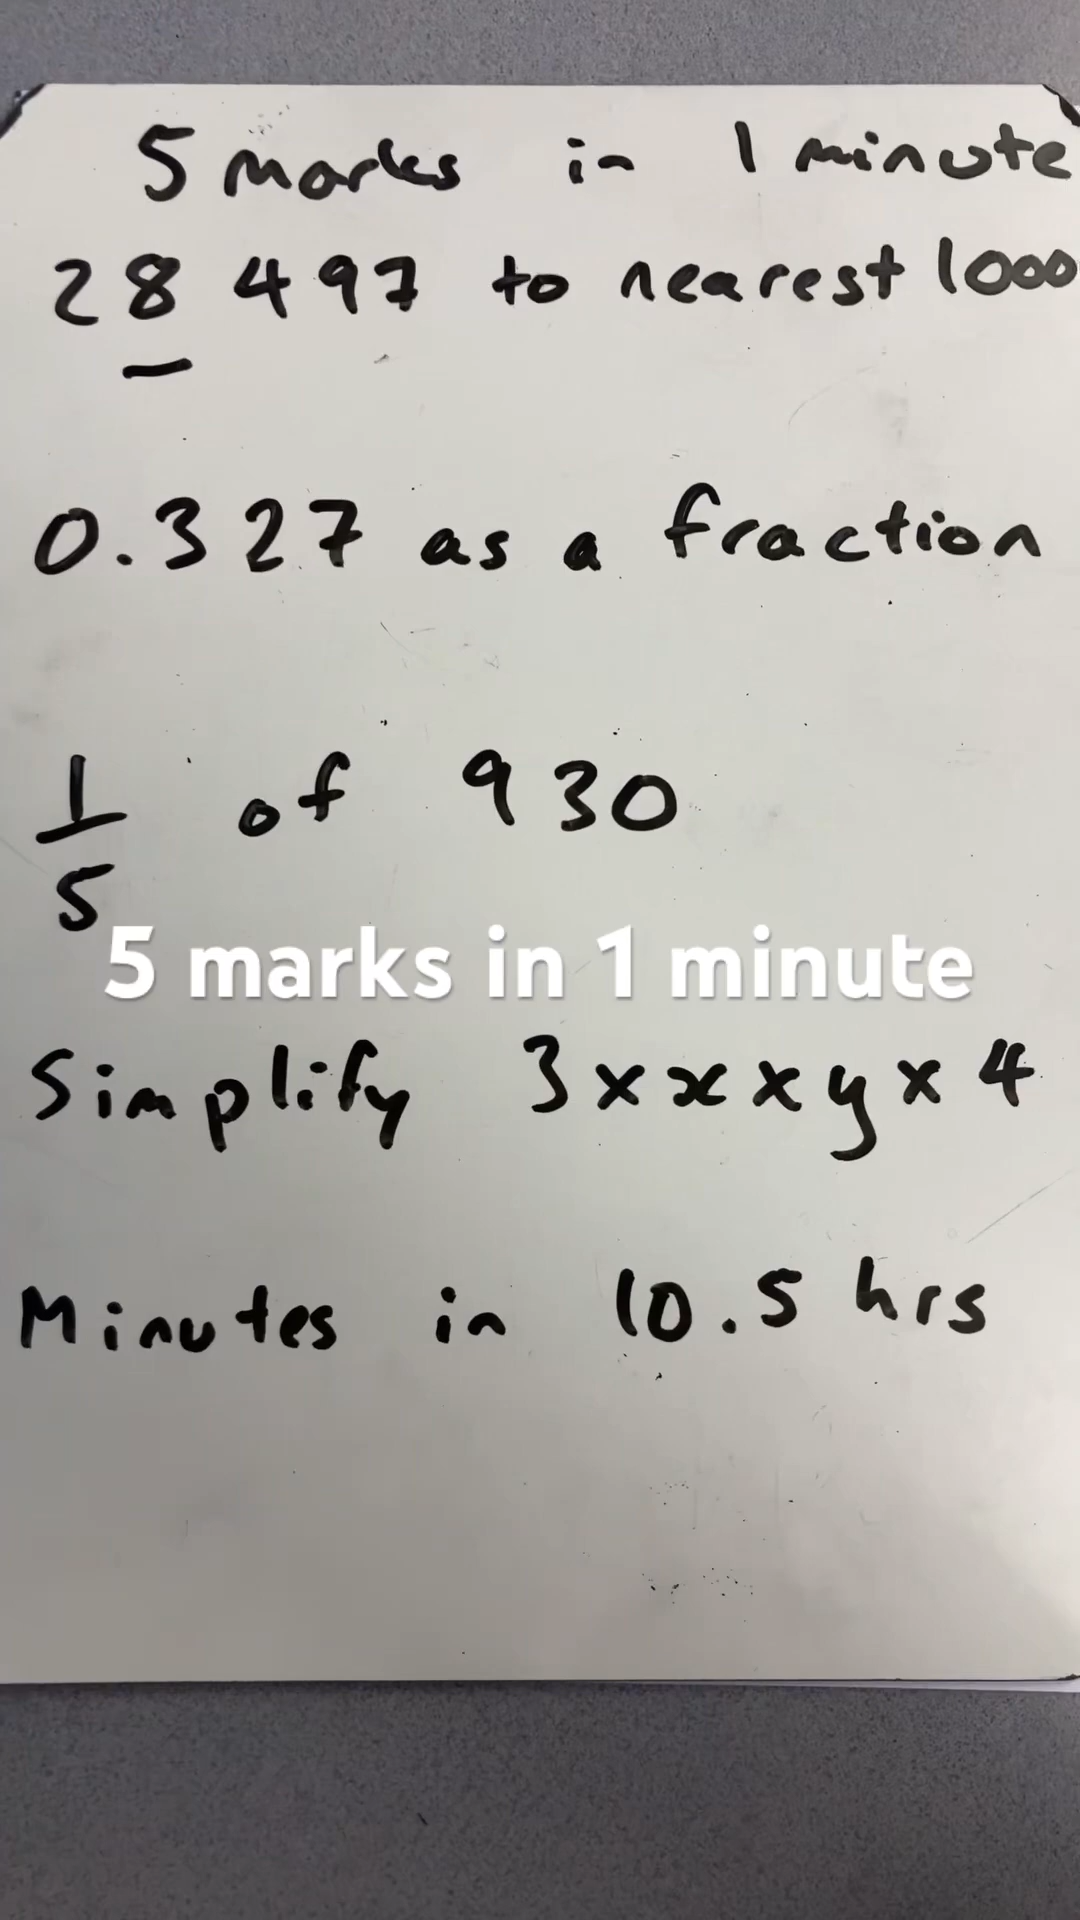 5 marks in 1 minute
28 497 to nearest 1000
0.327 as a fraction
1/5 of 930
5 marks in 1 minute
Simplify 3 × x × y × 4
Minutes in 10.5 hrs